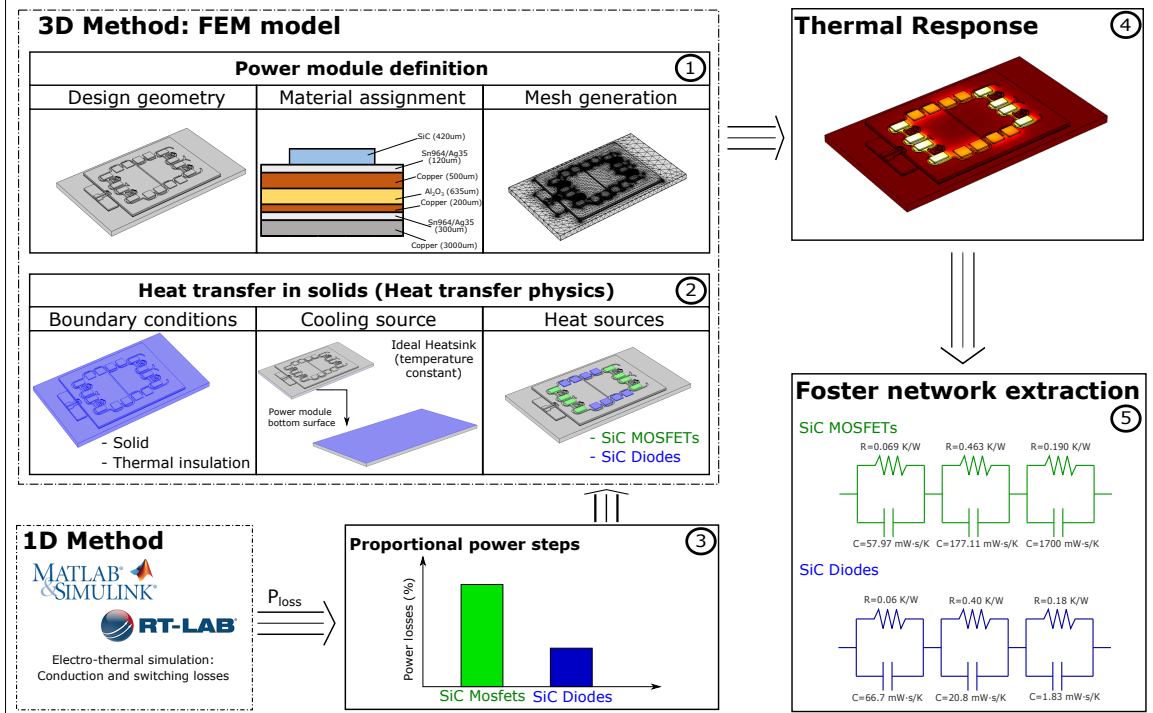 3D Method: FEM model
Power module definition
1
Design geometry
Material assignment
Mesh generation
SiC (420um)
Sn964/Ag35
(120um)
Copper (500um)
Al₂O₃ (635um)
Copper (200um)
Sn964/Ag35
(300um)
Copper (3000um)
Heat transfer in solids (Heat transfer physics)
2
Boundary conditions
Cooling source
Heat sources
- Solid
- Thermal insulation
Ideal Heatsink
(temperature
constant)
Power module
bottom surface
- SiC MOSFETs
- SiC Diodes
1D Method
MATLAB®
&SIMULINK®
RT-LAB®
Electro-thermal simulation:
Conduction and switching losses
Ploss
Proportional power steps
3
Power losses (%)
SiC Mosfets
SiC Diodes
Thermal Response
4
Foster network extraction
5
SiC MOSFETs
R=0.069 K/W
R=0.463 K/W
R=0.190 K/W
C=57.97 mW·s/K
C=177.11 mW·s/K
C=1700 mW·s/K
SiC Diodes
R=0.06 K/W
R=0.40 K/W
R=0.18 K/W
C=66.7 mW·s/K
C=20.8 mW·s/K
C=1.83 mW·s/K